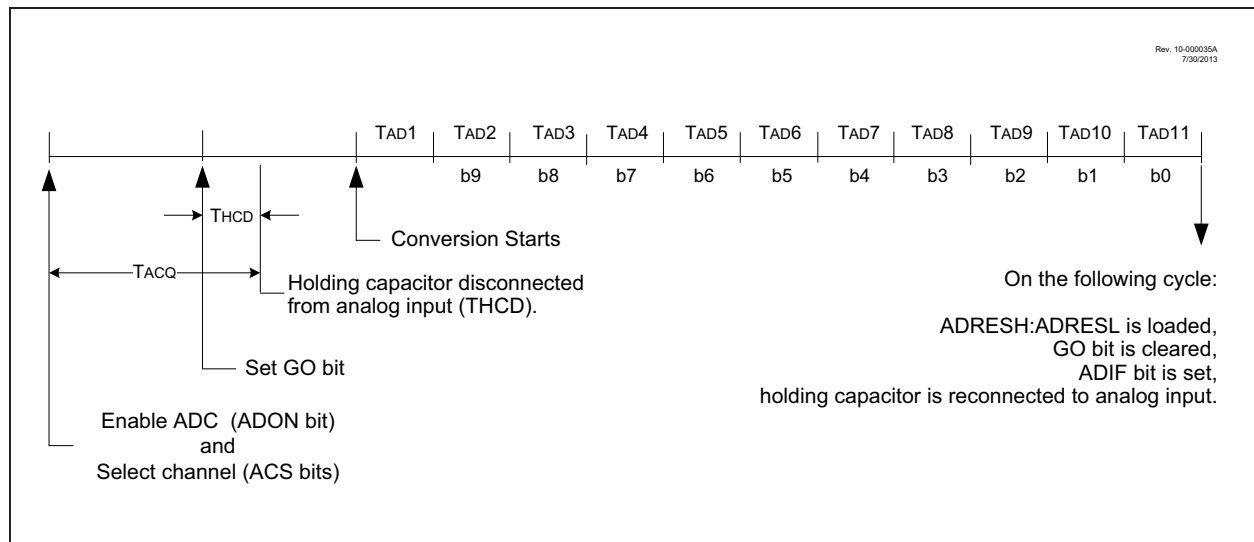 Rev. 10-000035A
7/30/2013
TAD1 TAD2 TAD3 TAD4 TAD5 TAD6 TAD7 TAD8 TAD9 TAD10 TAD11
b9 b8 b7 b6 b5 b4 b3 b2 b1 b0
THCD
Conversion Starts
TACQ
Holding capacitor disconnected
from analog input (THCD).
Set GO bit
Enable ADC (ADON bit)
and
Select channel (ACS bits)
On the following cycle:
ADRESH:ADRESL is loaded,
GO bit is cleared,
ADIF bit is set,
holding capacitor is reconnected to analog input.